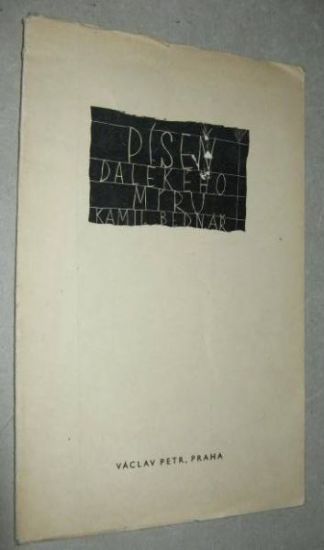 PÍSEŇ
DALEKÉHO
MÍRU
KAMIL BEDNÁŘ
VÁCLAV PETR, PRAHA